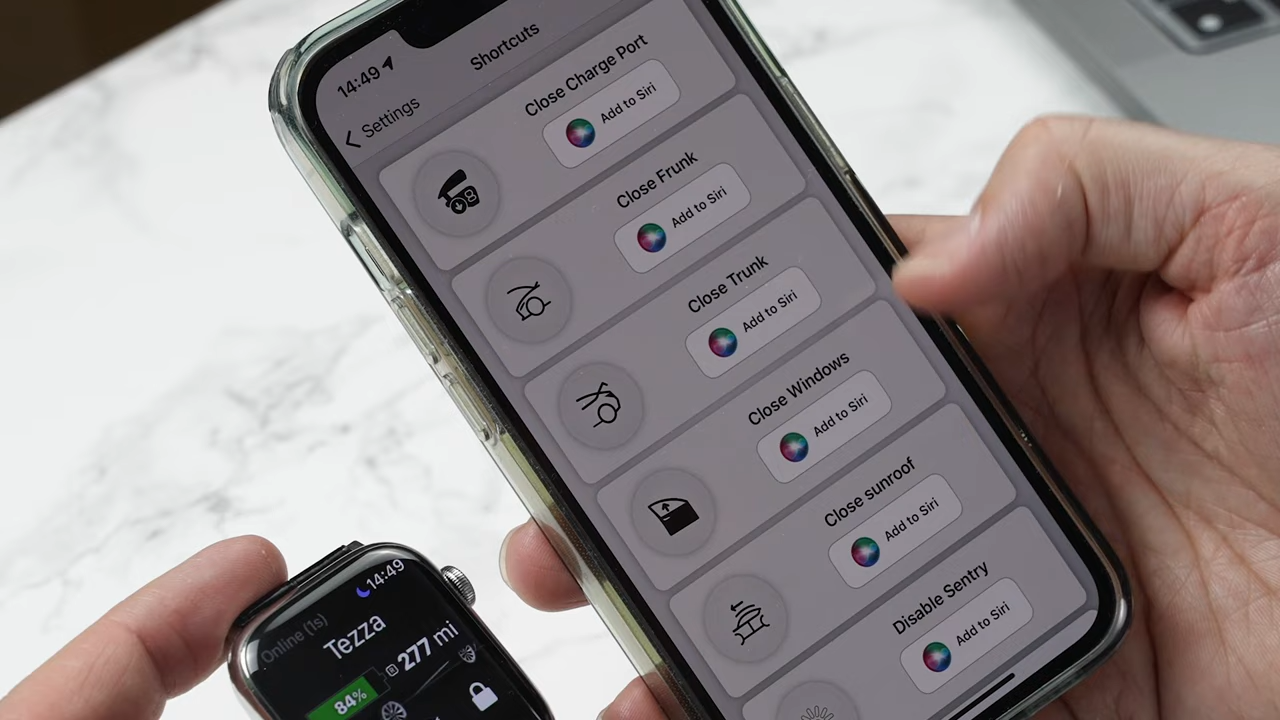 14:49
Shortcuts
Settings
Close Charge Port
Add to Siri
Close Frunk
Add to Siri
Close Trunk
Add to Siri
Close Windows
Add to Siri
Close sunroof
Add to Siri
Disable Sentry
Add to Siri
14:49
Online (1s)
Tezza
277 mi
84%